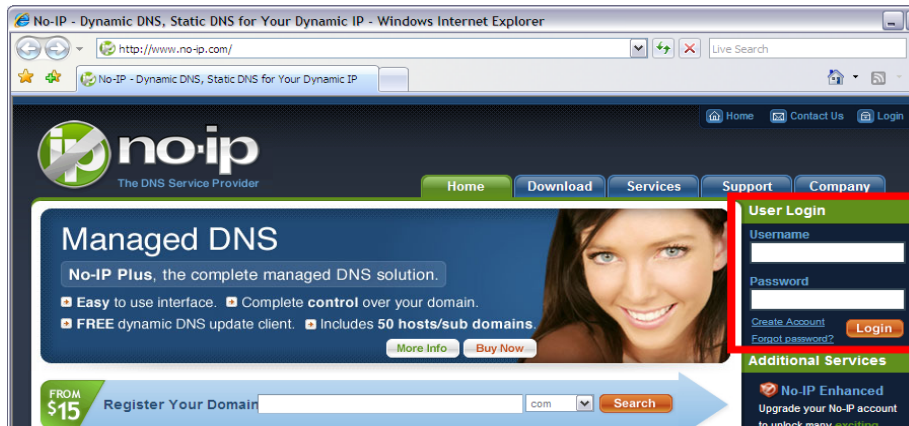 No-IP - Dynamic DNS, Static DNS for Your Dynamic IP - Windows Internet Explorer
http://www.no-ip.com/
Live Search
No-IP - Dynamic DNS, Static DNS for Your Dynamic IP
Home Contact Us Login
ip no·ip
The DNS Service Provider
Home Download Services Support Company
Managed DNS
No-IP Plus, the complete managed DNS solution.
Easy to use interface. Complete control over your domain.
FREE dynamic DNS update client. Includes 50 hosts/sub domains.
More Info Buy Now
User Login
Username
Password
Create Account
Forgot password?
Login
FROM
$15
Register Your Domain
com
Search
Additional Services
No-IP Enhanced
Upgrade your No-IP account
to unlock many exciting